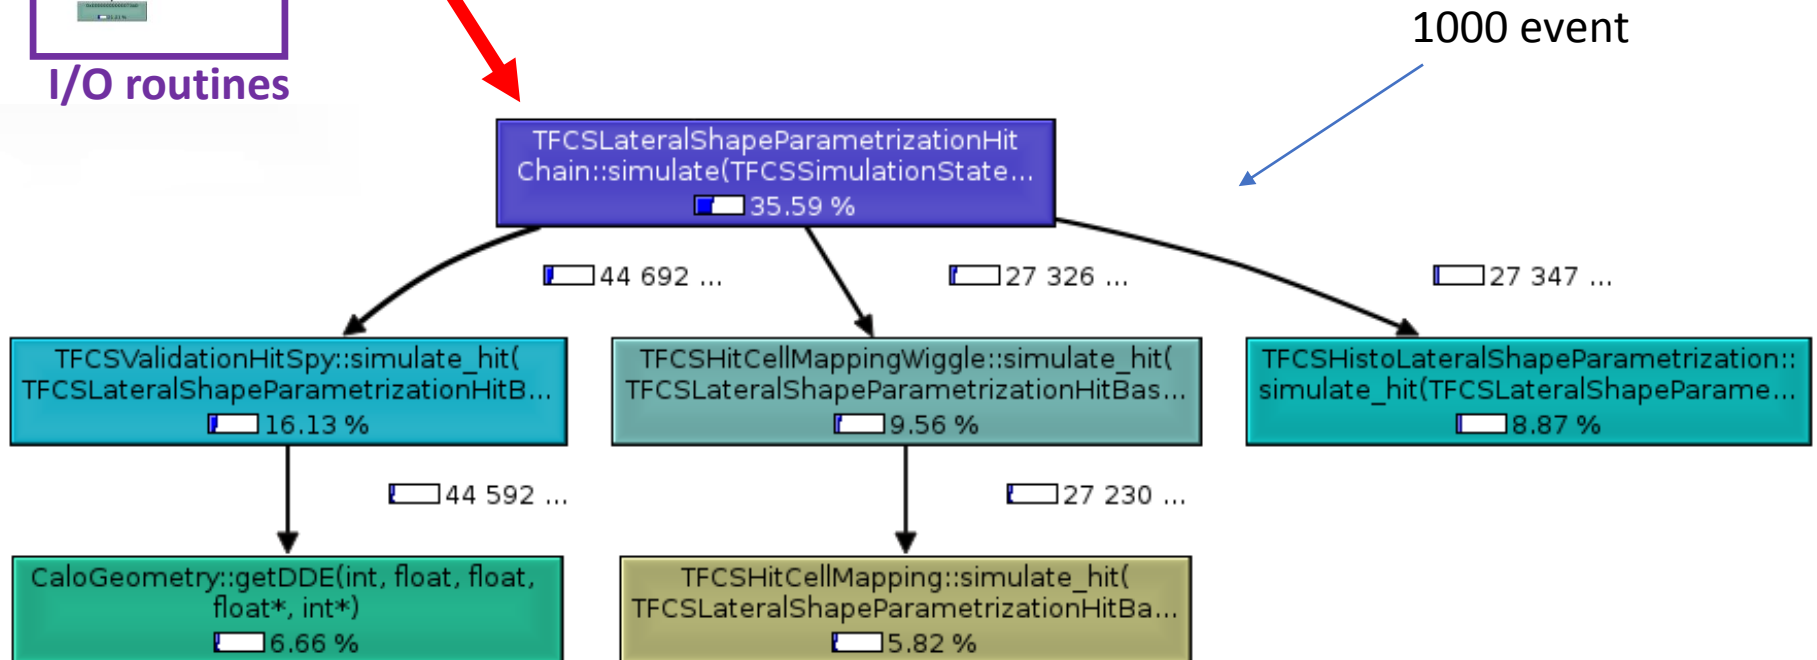 1000 event
I/O routines
TFCSLateralShapeParametrizationHit
Chain::simulate(TFCSSimulationState...
35.59 %
44 692 ...
27 326 ...
27 347 ...
TFCSValidationHitSpy::simulate_hit(
TFCSLateralShapeParametrizationHitB...
16.13 %
TFCSHitCellMappingWiggle::simulate_hit(
TFCSLateralShapeParametrizationHitBas...
9.56 %
TFCSHistoLateralShapeParametrization::
simulate_hit(TFCSLateralShapeParame...
8.87 %
44 592 ...
27 230 ...
CaloGeometry::getDDE(int, float, float,
float*, int*)
6.66 %
TFCSHitCellMapping::simulate_hit(
TFCSLateralShapeParametrizationHitBa...
5.82 %